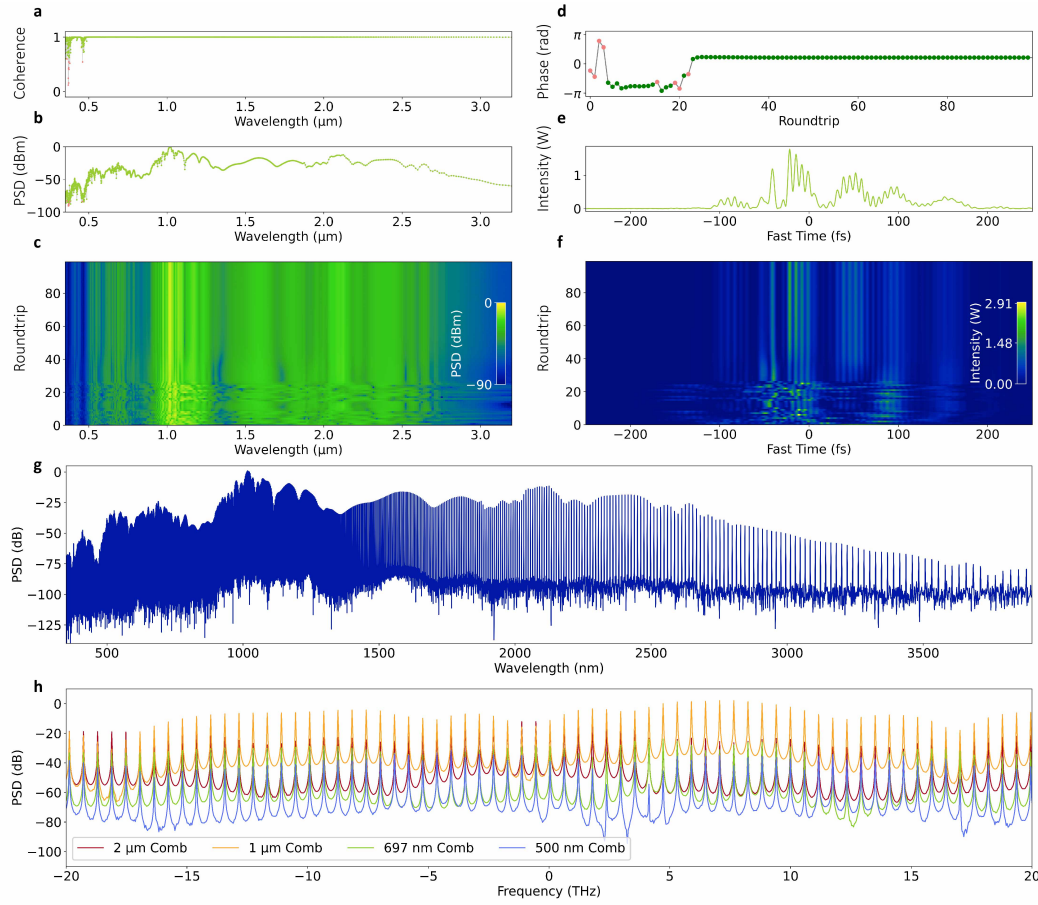 a
Coherence
1
0
0.5 1.0 1.5 2.0 2.5 3.0
Wavelength (μm)
b
PSD (dBm)
0
−50
−100
0.5 1.0 1.5 2.0 2.5 3.0
Wavelength (μm)
c
Roundtrip
80
60
40
20
0
0
PSD (dBm)
−90
0.5 1.0 1.5 2.0 2.5 3.0
Wavelength (μm)
d
Phase (rad)
π
0
−π
0 20 40 60 80
Roundtrip
e
Intensity (W)
1
0
−200 −100 0 100 200
Fast Time (fs)
f
Roundtrip
80
60
40
20
0
Intensity (W)
2.91
1.48
0.00
−200 −100 0 100 200
Fast Time (fs)
g
PSD (dB)
0
−25
−50
−75
−100
−125
500 1000 1500 2000 2500 3000 3500
Wavelength (nm)
h
PSD (dB)
0
−20
−40
−60
−80
−100
2 μm Comb 1 μm Comb 697 nm Comb 500 nm Comb
−20 −15 −10 −5 0 5 10 15 20
Frequency (THz)